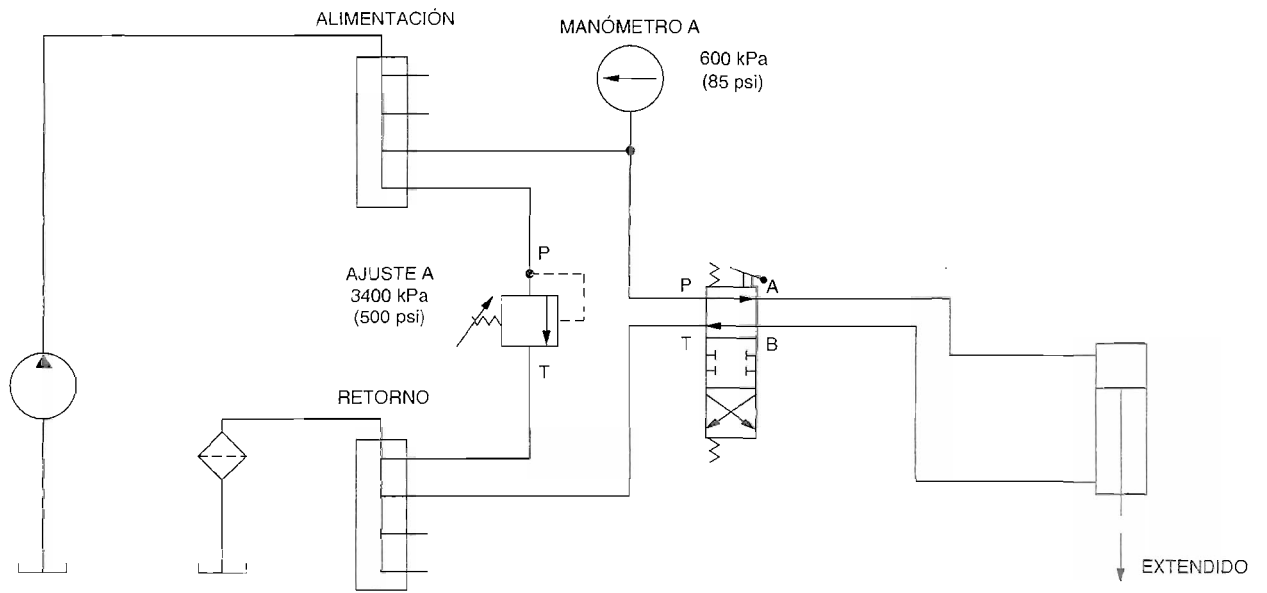 ALIMENTACIÓN
MANÓMETRO A
600 kPa
(85 psi)
P
AJUSTE A
3400 kPa
(500 psi)
T
P
A
T
B
RETORNO
EXTENDIDO